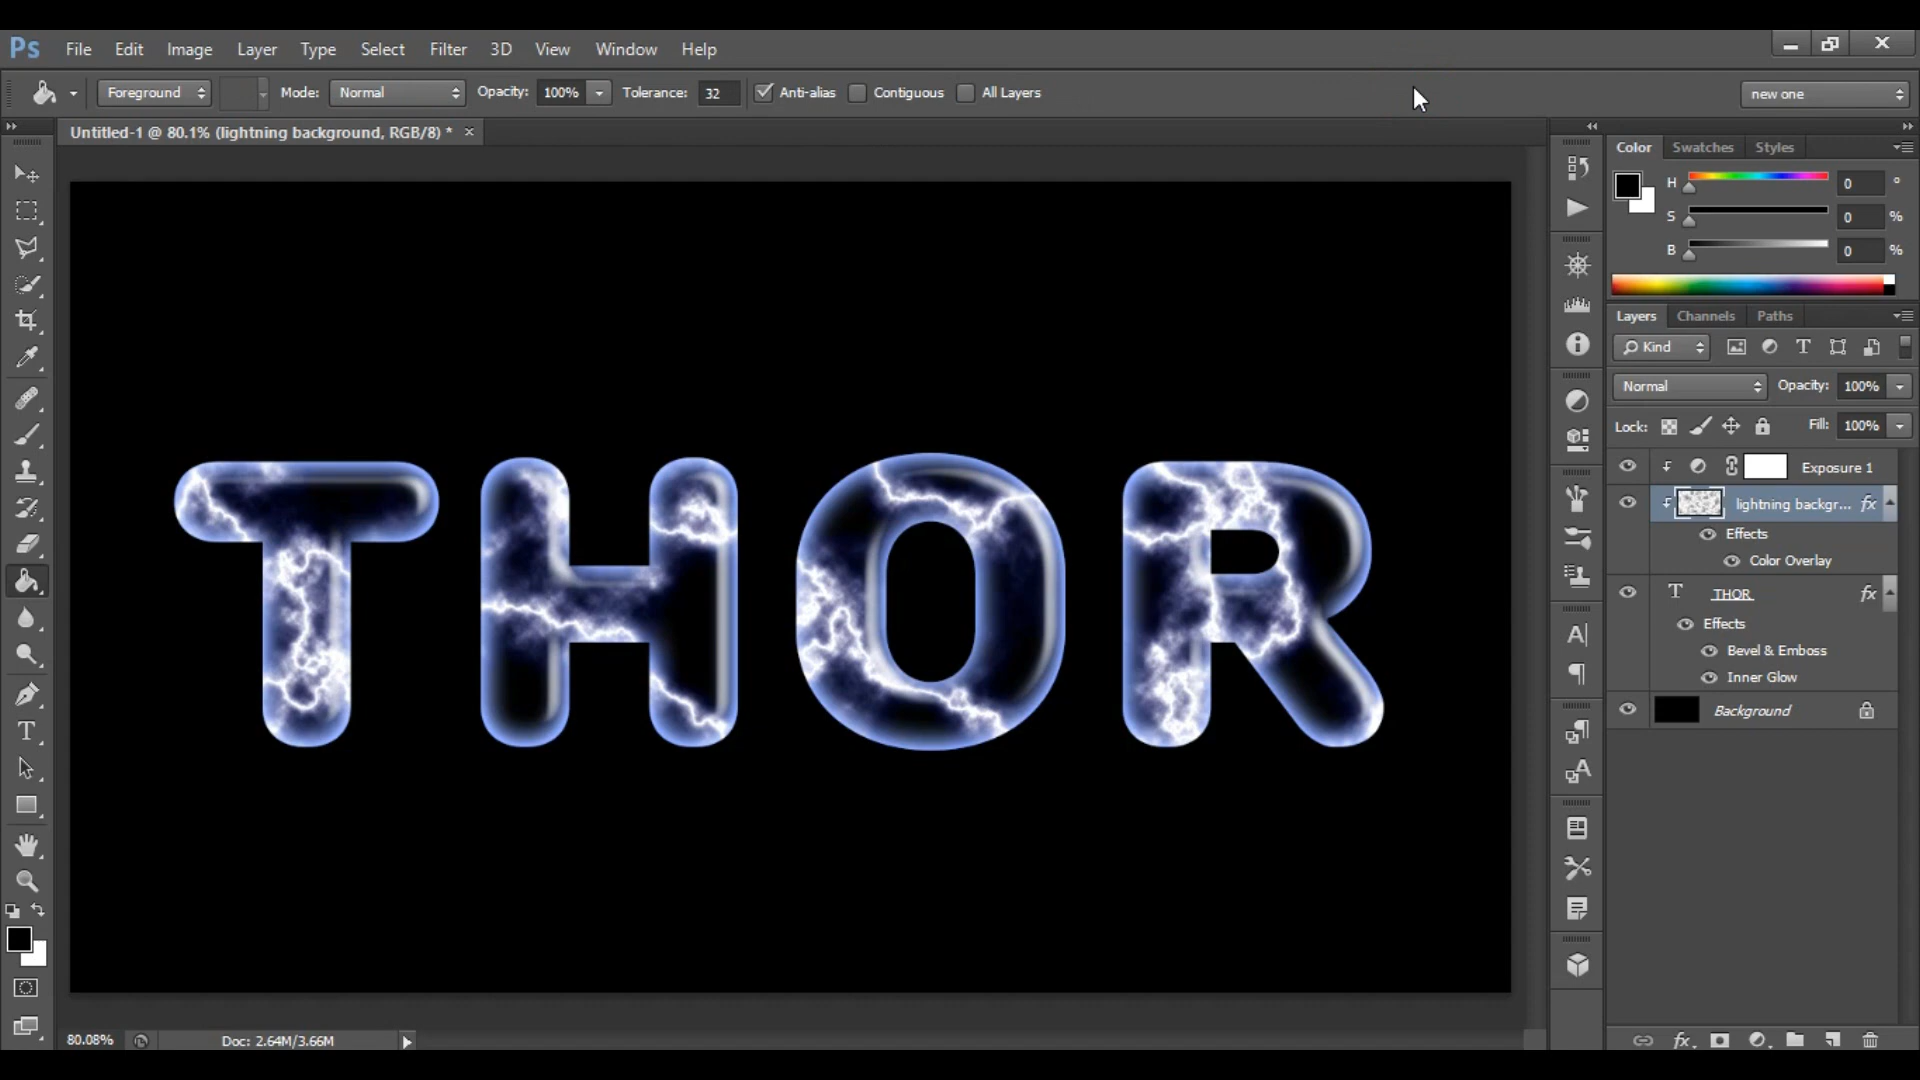 Ps File Edit Image Layer Type Select Filter 3D View Window Help
Foreground Mode: Normal Opacity: 100% Tolerance: 32 Anti-alias Contiguous All Layers new one
Untitled-1 @ 80.1% (lightning background, RGB/8) * ×
Color Swatches Styles
H 0 °
S 0 %
B 0 %
Layers Channels Paths
Kind
Normal Opacity: 100%
Lock: Fill: 100%
Exposure 1
lightning backgr... fx
Effects
Color Overlay
T THOR fx
Effects
Bevel & Emboss
Inner Glow
Background
THOR
80.08% Doc: 2.64M/3.66M